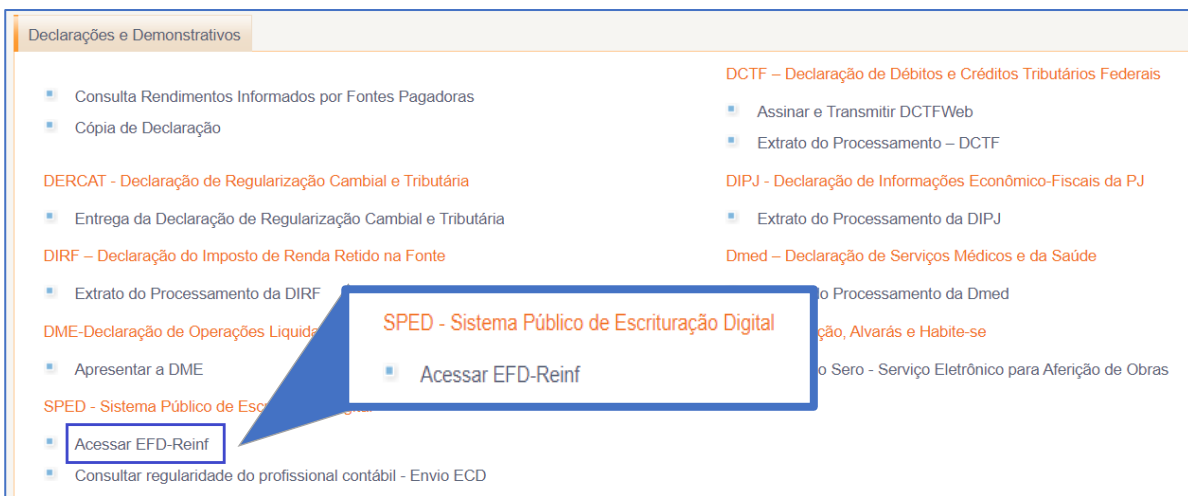 Declarações e Demonstrativos
Consulta Rendimentos Informados por Fontes Pagadoras
Cópia de Declaração
DERCAT - Declaração de Regularização Cambial e Tributária
Entrega da Declaração de Regularização Cambial e Tributária
DIRF – Declaração do Imposto de Renda Retido na Fonte
Extrato do Processamento da DIRF
DME-Declaração de Operações
Apresentar a DME
SPED - Sistema Público de
Acessar EFD-Reinf
Consultar regularidade do profissional contábil - Envio ECD
SPED - Sistema Público de Escrituração Digital
Acessar EFD-Reinf
DCTF – Declaração de Débitos e Créditos Tributários Federais
Assinar e Transmitir DCTFWeb
Extrato do Processamento – DCTF
DIPJ - Declaração de Informações Econômico-Fiscais da PJ
Extrato do Processamento da DIPJ
Dmed – Declaração de Serviços Médicos e da Saúde
Processamento da Dmed
Alvarás e Habite-se
Sero - Serviço Eletrônico para Aferição de Obras